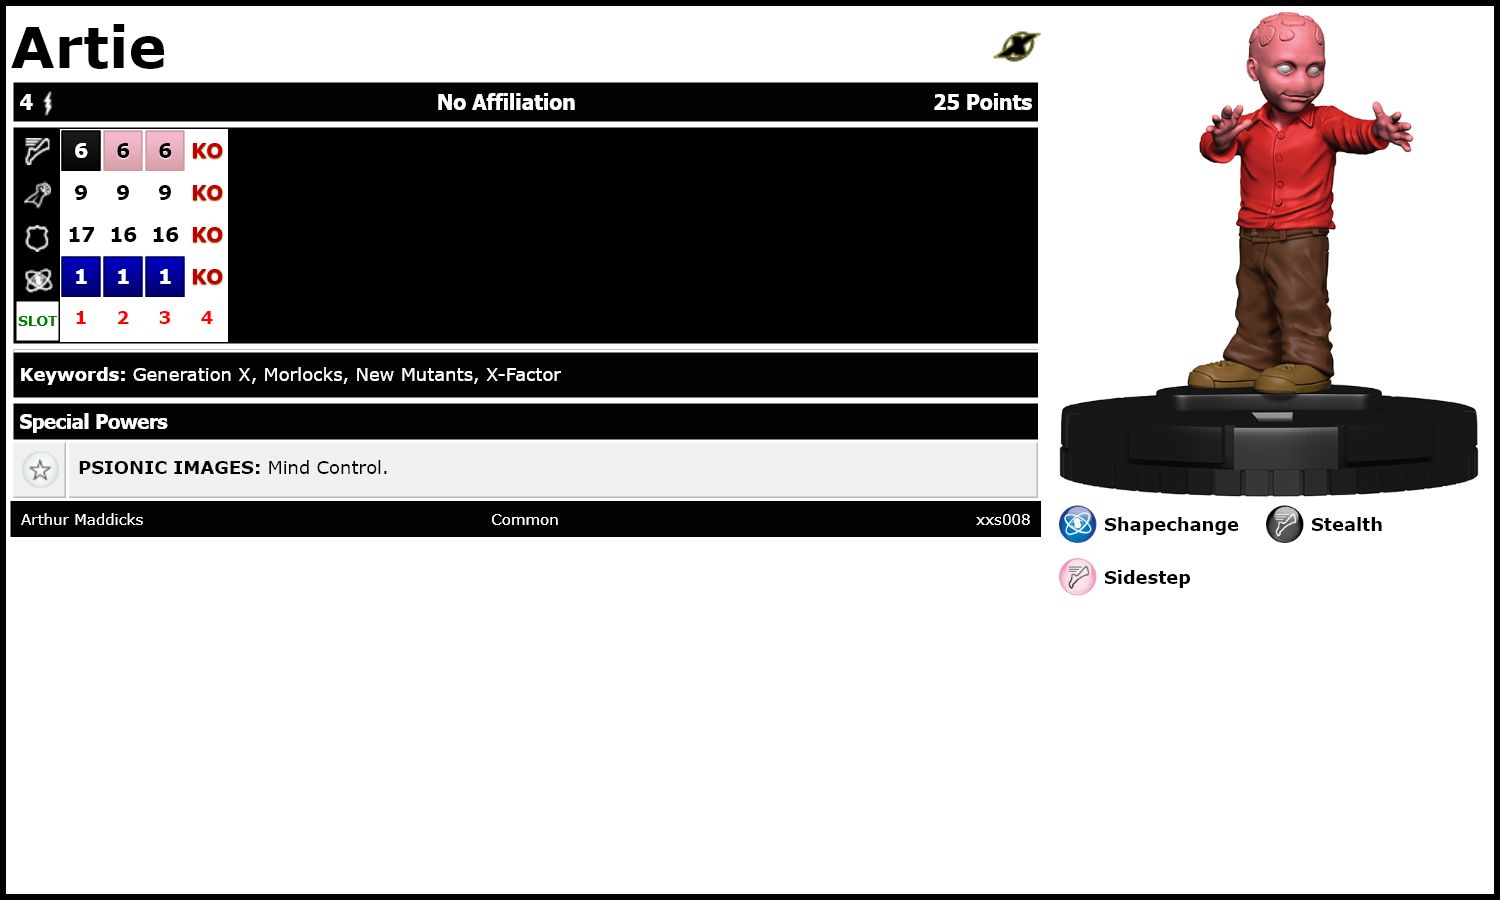 Artie
4 No Affiliation 25 Points
6 6 6 KO
9 9 9 KO
17 16 16 KO
1 1 1 KO
SLOT 1 2 3 4
Keywords: Generation X, Morlocks, New Mutants, X-Factor
Special Powers
PSIONIC IMAGES: Mind Control.
Arthur Maddicks Common xxs008
Shapechange Stealth
Sidestep